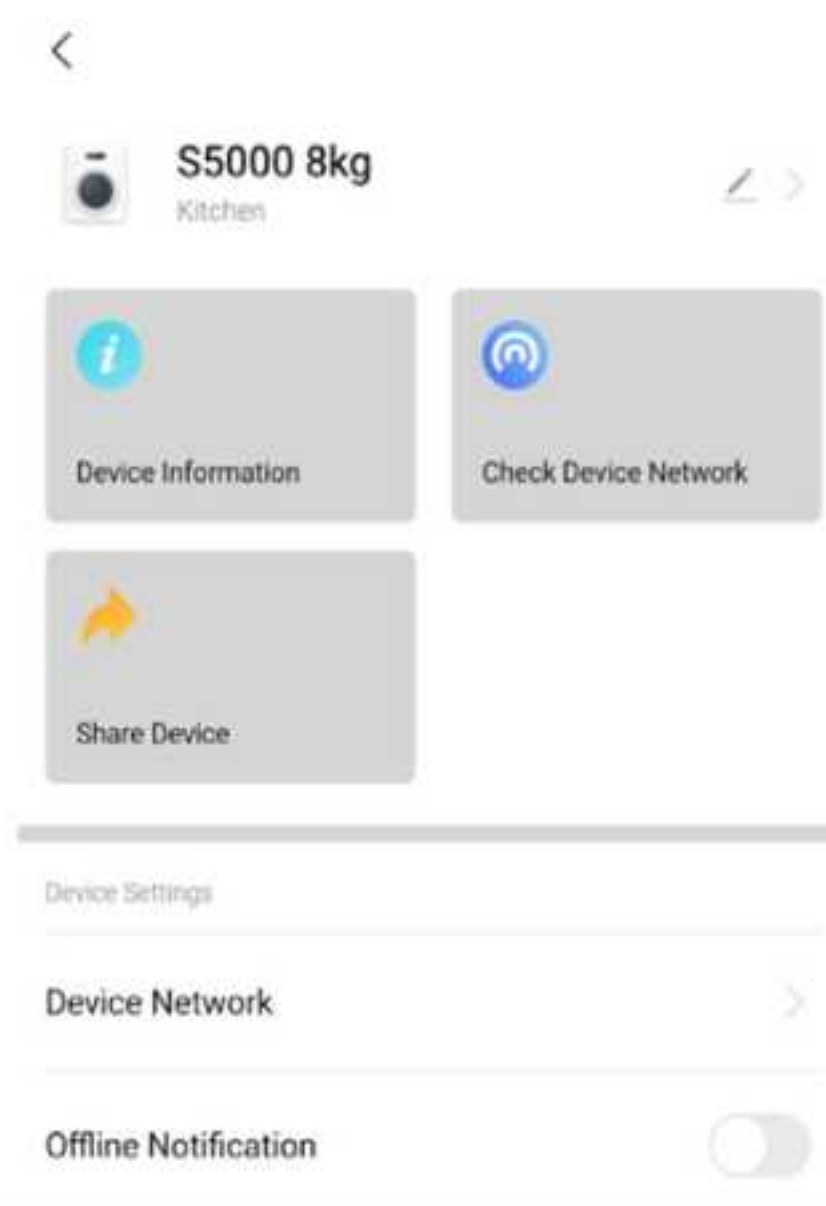 S5000 8kg
Kitchen
Device Information
Check Device Network
Share Device
Device Settings
Device Network
Offline Notification